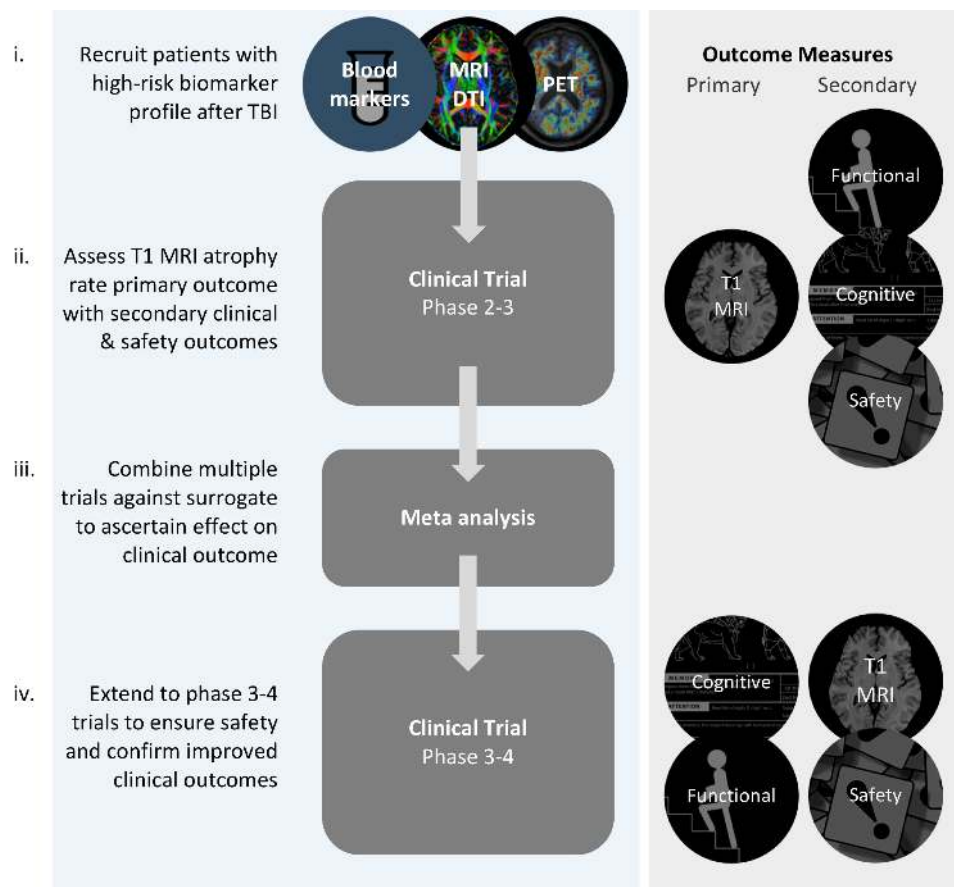 i.
Recruit patients with
high-risk biomarker
profile after TBI
Blood
markers
MRI
DTI
PET
Outcome Measures
Primary
Secondary
Functional
ii.
Assess T1 MRI atrophy
rate primary outcome
with secondary clinical
& safety outcomes
Clinical Trial
Phase 2-3
T1
MRI
Cognitive
Safety
iii.
Combine multiple
trials against surrogate
to ascertain effect on
clinical outcome
Meta analysis
iv.
Extend to phase 3-4
trials to ensure safety
and confirm improved
clinical outcomes
Clinical Trial
Phase 3-4
Cognitive
T1
MRI
Functional
Safety